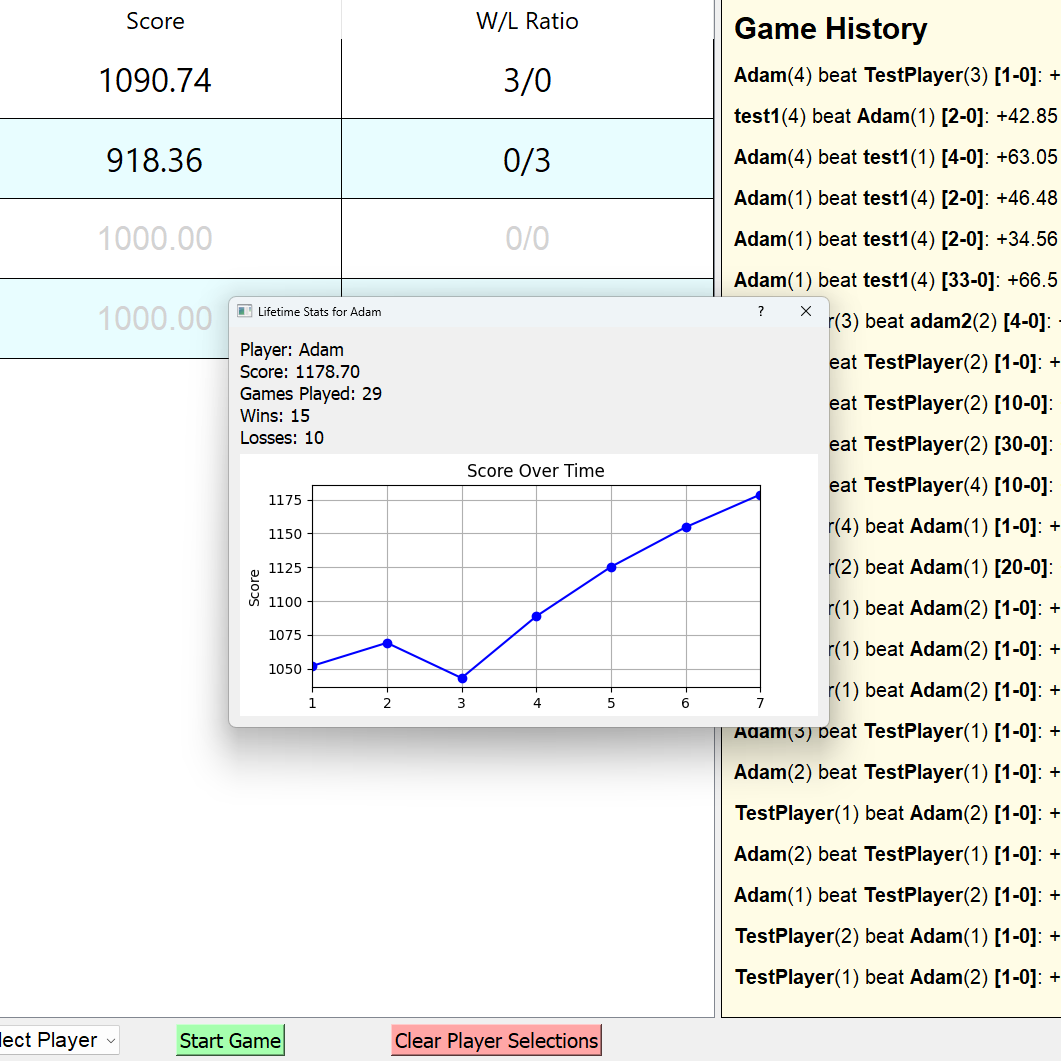 Score W/L Ratio
1090.74 3/0
918.36 0/3
1000.00 0/0
1000.00
Lifetime Stats for Adam ?
Player: Adam
Score: 1178.70
Games Played: 29
Wins: 15
Losses: 10
Score Over Time
1175
1150
1125
1100
1075
1050
Score
1 2 3 4 5 6 7
Game History
Adam(4) beat TestPlayer(3) [1-0]: +
test1(4) beat Adam(1) [2-0]: +42.85
Adam(4) beat test1(1) [4-0]: +63.05
Adam(1) beat test1(4) [2-0]: +46.48
Adam(1) beat test1(4) [2-0]: +34.56
Adam(1) beat test1(4) [33-0]: +66.5
r(3) beat adam2(2) [4-0]: +
eat TestPlayer(2) [1-0]: +
eat TestPlayer(2) [10-0]:
eat TestPlayer(2) [30-0]:
eat TestPlayer(4) [10-0]:
r(4) beat Adam(1) [1-0]: +
r(2) beat Adam(1) [20-0]:
r(1) beat Adam(2) [1-0]: +
r(1) beat Adam(2) [1-0]: +
r(1) beat Adam(2) [1-0]: +
Adam(3) beat TestPlayer(1) [1-0]: +
Adam(2) beat TestPlayer(1) [1-0]: +
TestPlayer(1) beat Adam(2) [1-0]: +
Adam(2) beat TestPlayer(1) [1-0]: +
Adam(1) beat TestPlayer(2) [1-0]: +
TestPlayer(2) beat Adam(1) [1-0]: +
TestPlayer(1) beat Adam(2) [1-0]: +
lect Player
Start Game
Clear Player Selections